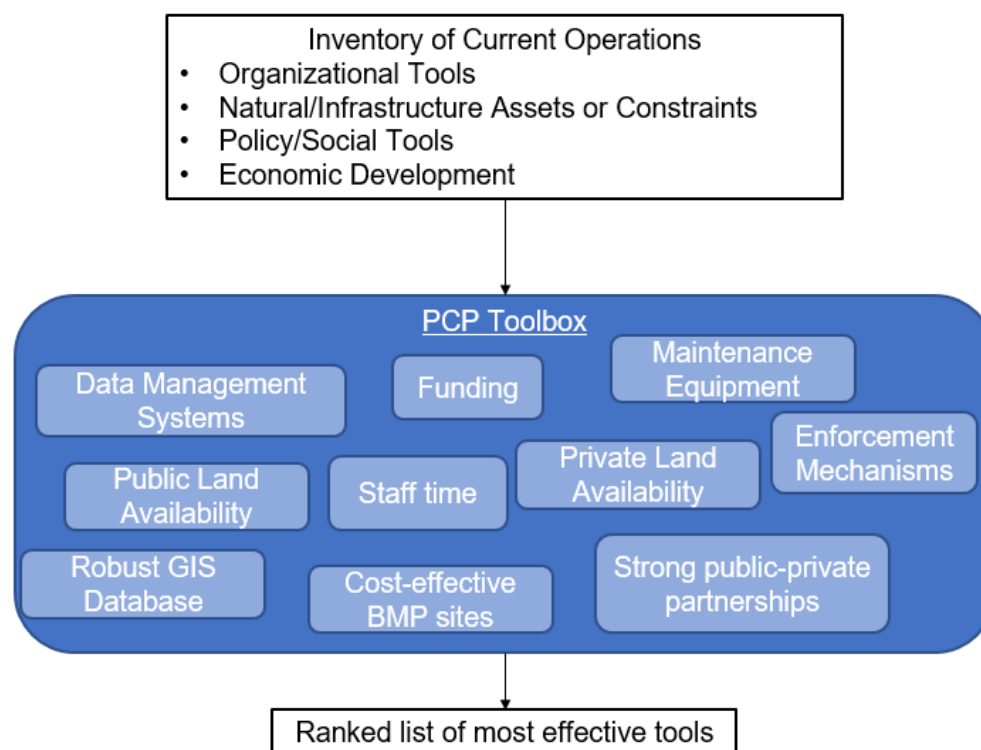 Inventory of Current Operations
• Organizational Tools
• Natural/Infrastructure Assets or Constraints
• Policy/Social Tools
• Economic Development
PCP Toolbox
Data Management
Systems
Funding
Maintenance
Equipment
Public Land
Availability
Staff time
Private Land
Availability
Enforcement
Mechanisms
Robust GIS
Database
Cost-effective
BMP sites
Strong public-private
partnerships
Ranked list of most effective tools